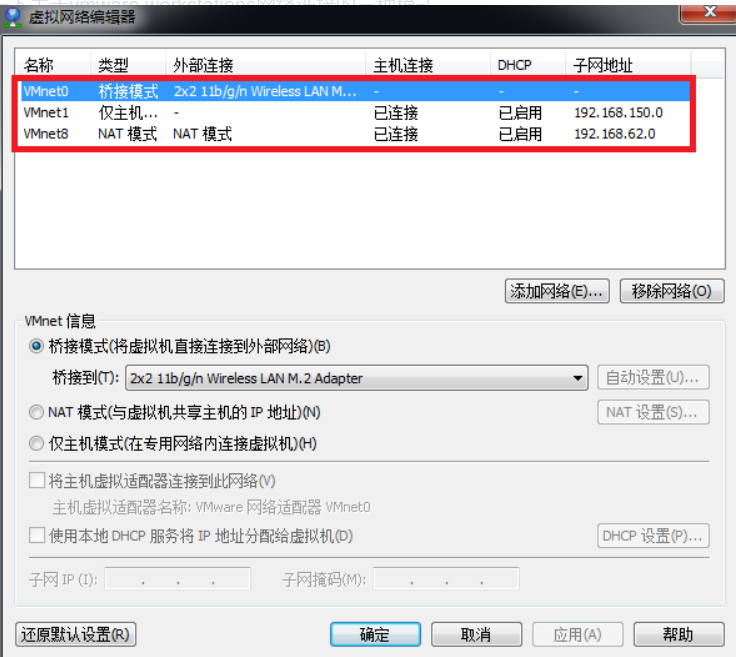 虚拟网络编辑器
名称 类型 外部连接 主机连接 DHCP 子网地址
VMnet0 桥接模式 2x2 11b/g/n Wireless LAN M... - - -
VMnet1 仅主机... - 已连接 已启用 192.168.150.0
VMnet8 NAT 模式 NAT 模式 已连接 已启用 192.168.62.0
添加网络(E)... 移除网络(O)
VMnet 信息
桥接模式(将虚拟机直接连接到外部网络)(B)
桥接到(T): 2x2 11b/g/n Wireless LAN M.2 Adapter 自动设置(U)...
NAT 模式(与虚拟机共享主机的 IP 地址)(N) NAT 设置(S)...
仅主机模式(在专用网络内连接虚拟机)(H)
将主机虚拟适配器连接到此网络(V)
主机虚拟适配器名称: VMware 网络适配器 VMnet0
使用本地 DHCP 服务将 IP 地址分配给虚拟机(D) DHCP 设置(P)...
子网 IP (I): . . . 子网掩码(M): . . .
还原默认设置(R) 确定 取消 应用(A) 帮助